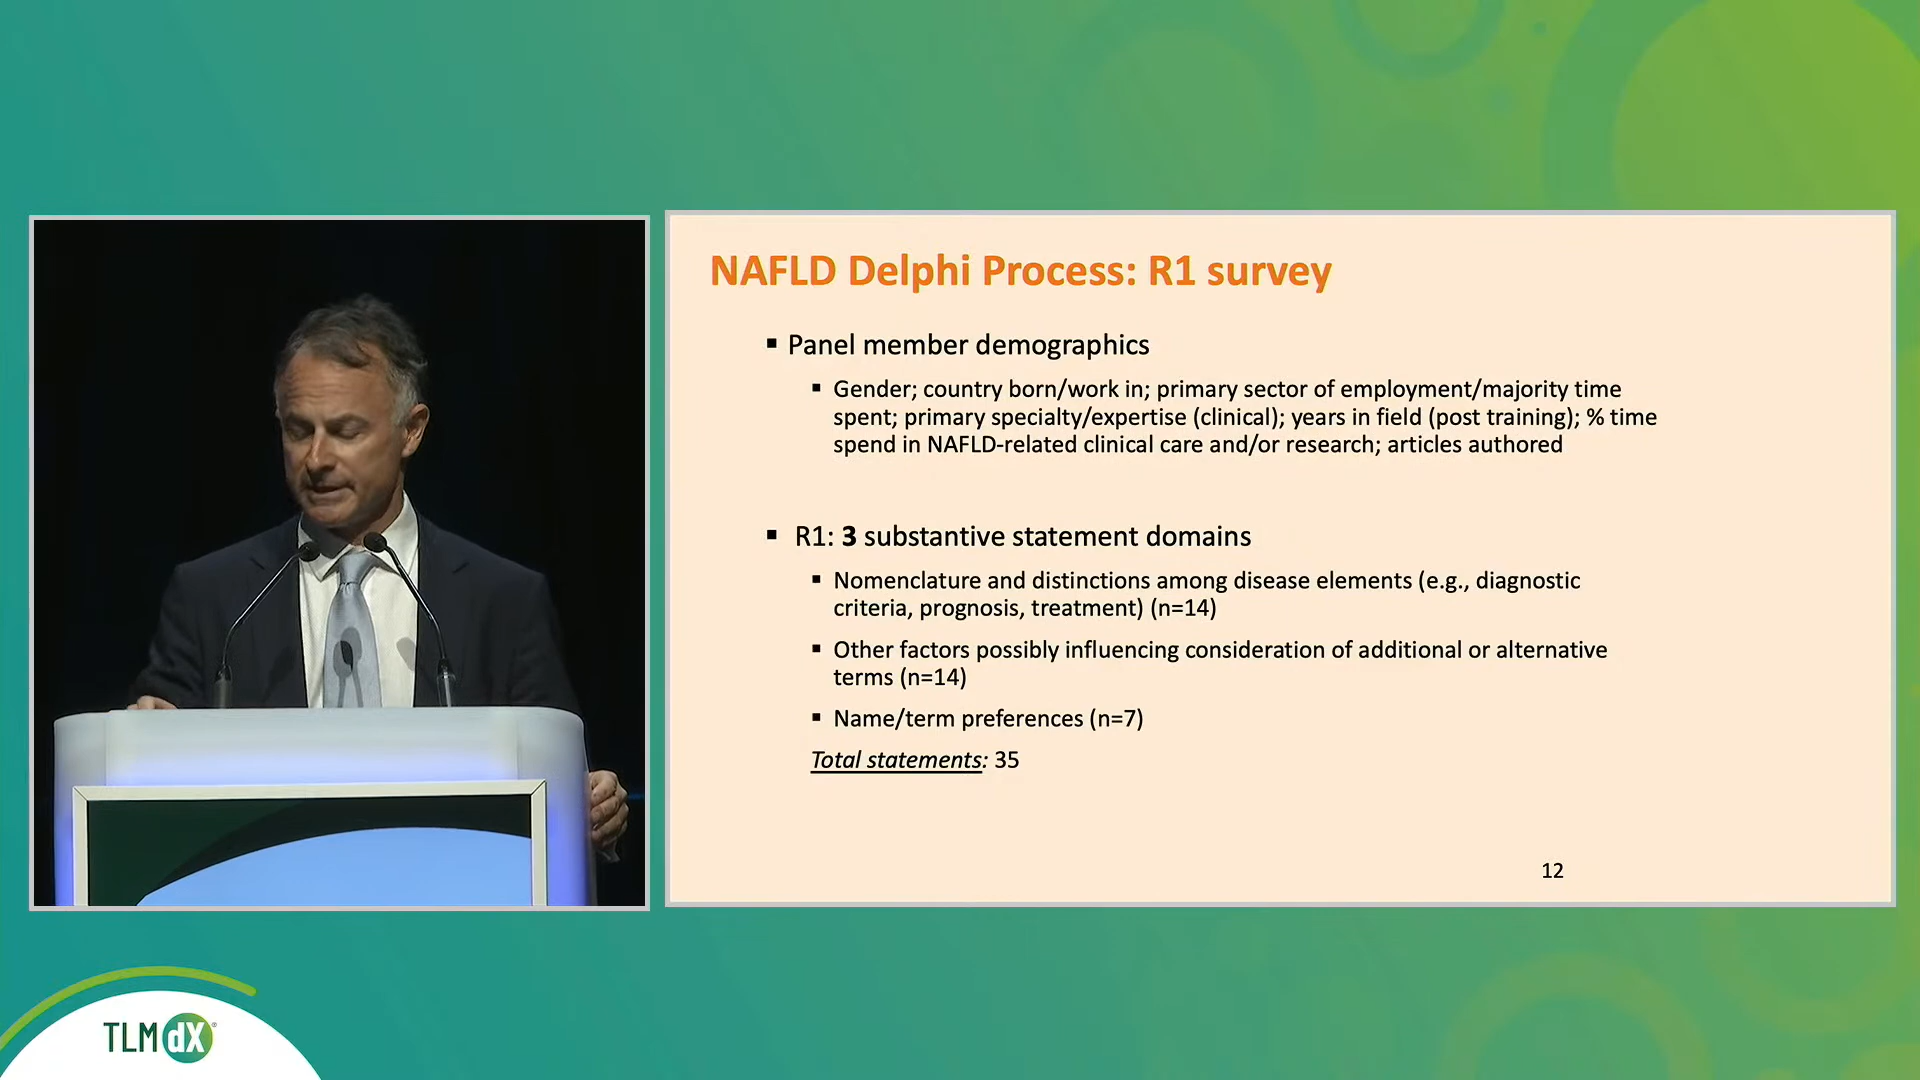 NAFLD Delphi Process: R1 survey
▪ Panel member demographics
▪ Gender; country born/work in; primary sector of employment/majority time
spent; primary specialty/expertise (clinical); years in field (post training); % time
spend in NAFLD-related clinical care and/or research; articles authored
▪ R1: 3 substantive statement domains
▪ Nomenclature and distinctions among disease elements (e.g., diagnostic
criteria, prognosis, treatment) (n=14)
▪ Other factors possibly influencing consideration of additional or alternative
terms (n=14)
▪ Name/term preferences (n=7)
Total statements: 35
12
TLM dX®